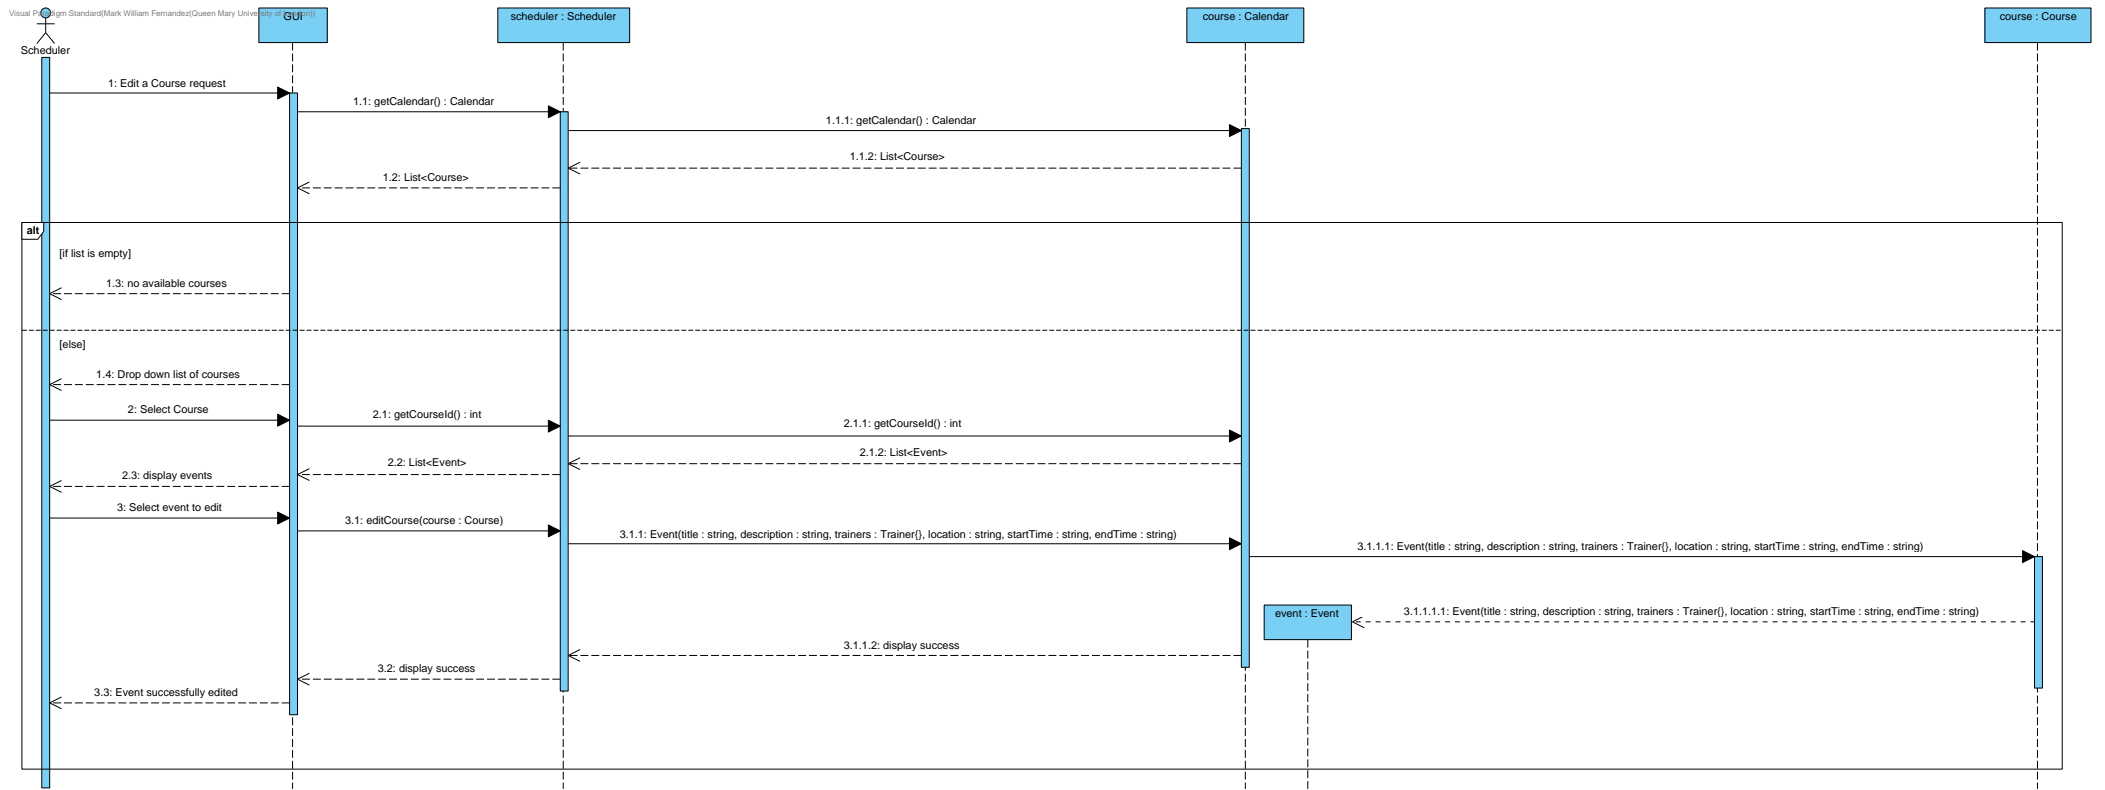 Visual Paradigm Standard(Mark William Fernandez(Queen Mary University of London))
Scheduler
GUI
scheduler : Scheduler
course : Calendar
course : Course
1: Edit a Course request
1.1: getCalendar() : Calendar
1.1.1: getCalendar() : Calendar
1.1.2: List<Course>
1.2: List<Course>
alt
[if list is empty]
1.3: no available courses
[else]
1.4: Drop down list of courses
2: Select Course
2.1: getCourseId() : int
2.1.1: getCourseId() : int
2.1.2: List<Event>
2.2: List<Event>
2.3: display events
3: Select event to edit
3.1: editCourse(course : Course)
3.1.1: Event(title : string, description : string, trainers : Trainer{}, location : string, startTime : string, endTime : string)
3.1.1.1: Event(title : string, description : string, trainers : Trainer{}, location : string, startTime : string, endTime : string)
event : Event
3.1.1.1.1: Event(title : string, description : string, trainers : Trainer{}, location : string, startTime : string, endTime : string)
3.1.1.2: display success
3.2: display success
3.3: Event successfully edited